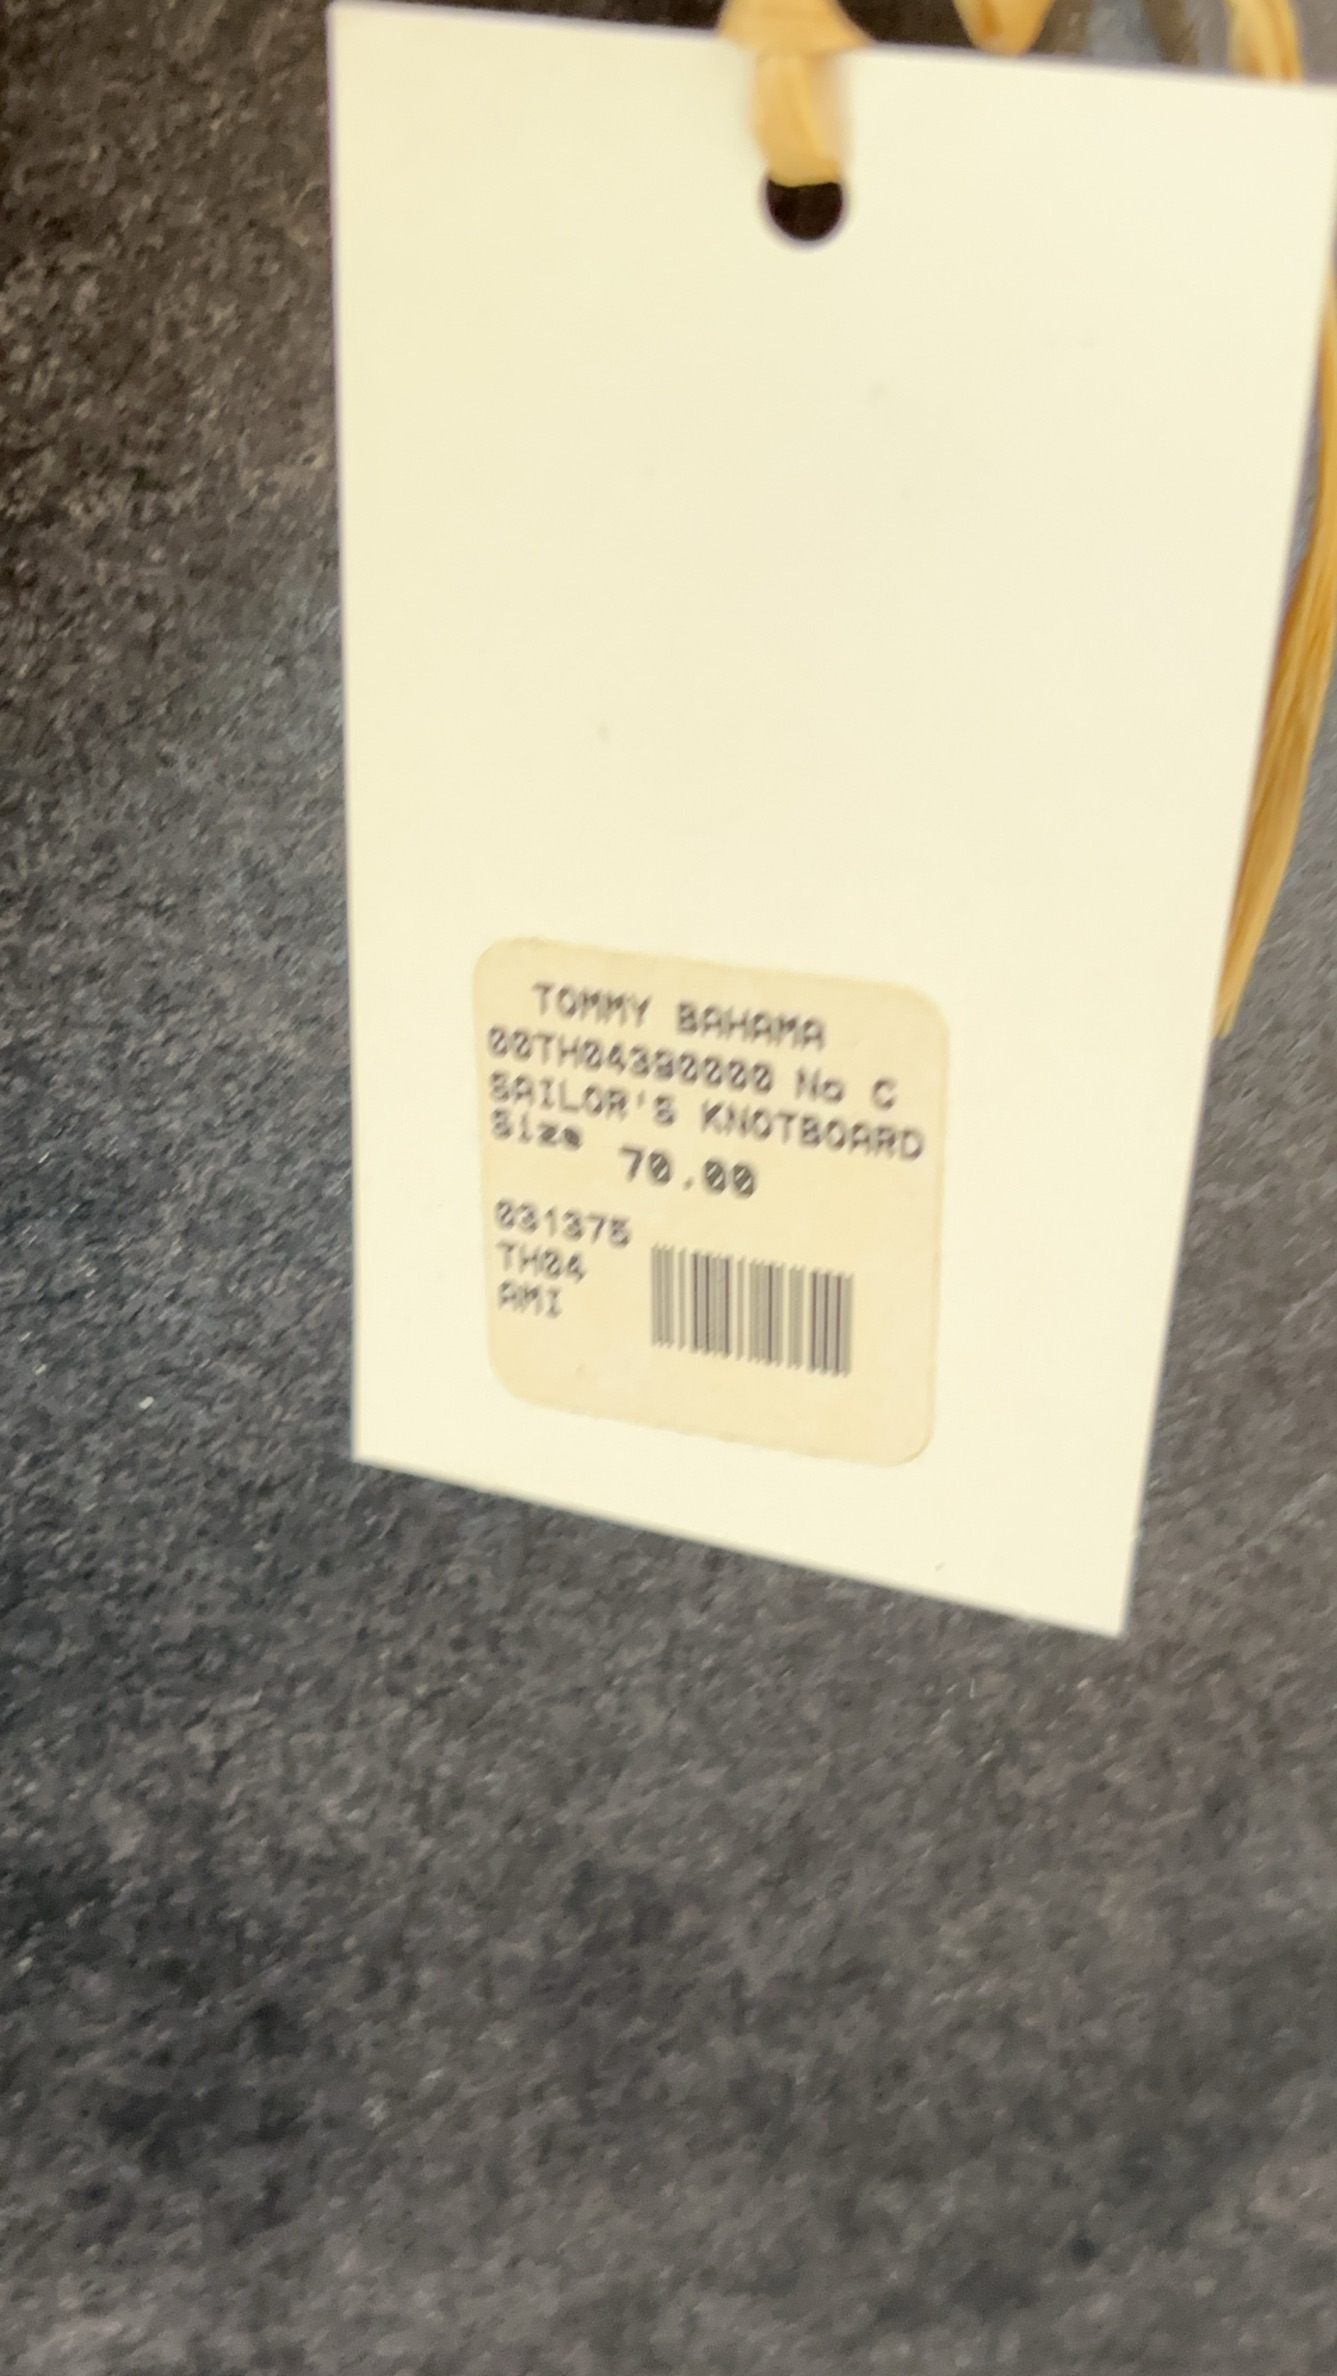 TOMMY BAHAMA
00TH04390000 No C
SAILOR'S KNOTBOARD
Size
70.00
031375
TH04
AMI